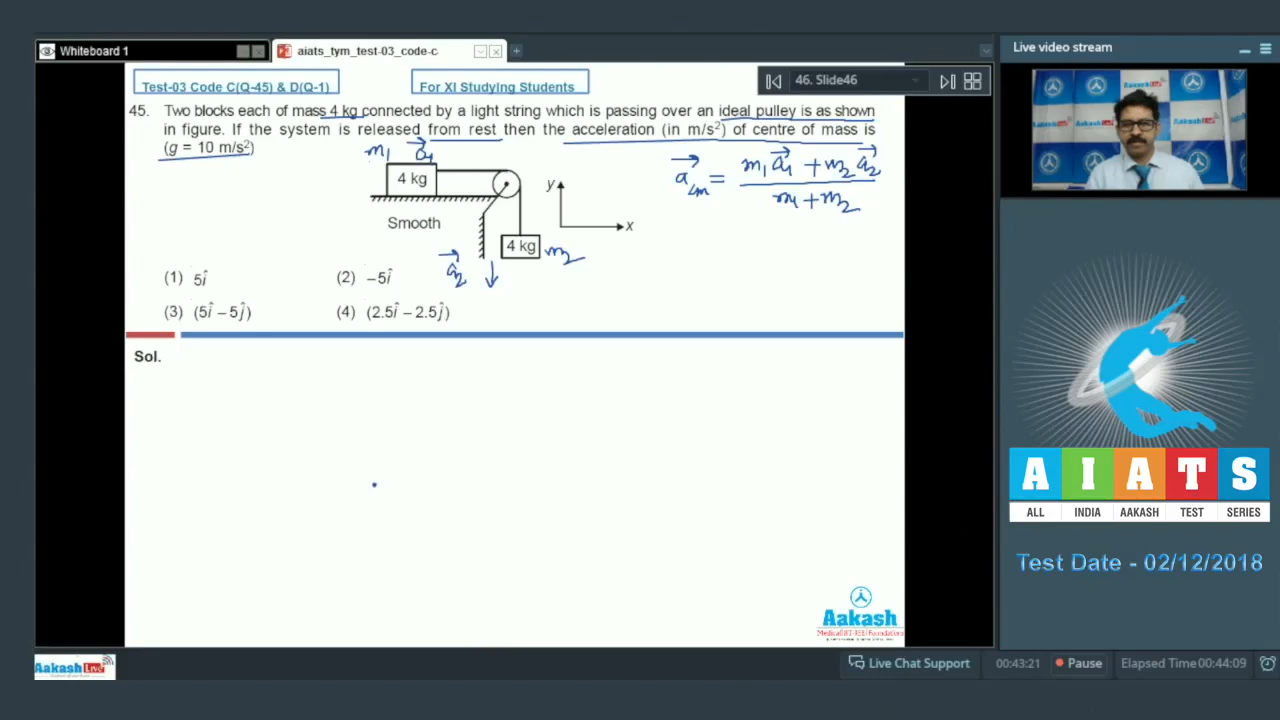 Whiteboard 1
aiats_tym_test-03_code-c
Live video stream
Test-03 Code C(Q-45) & D(Q-1)
For XI Studying Students
46. Slide46
45. Two blocks each of mass 4 kg connected by a light string which is passing over an ideal pulley is as shown
in figure. If the system is released from rest then the acceleration (in m/s²) of centre of mass is
(g = 10 m/s²)
m₁ a⃗₁
4 kg
a⃗cm = (m₁a⃗₁ + m₂a⃗₂) / (m₁ + m₂)
y
x
Smooth
4 kg m₂
a⃗₂
(1) 5î
(2) −5î
(3) (5î − 5ĵ)
(4) (2.5î − 2.5ĵ)
Sol.
A I A T S
ALL INDIA AAKASH TEST SERIES
Test Date - 02/12/2018
Aakash
Medical|IIT-JEE|Foundations
Aakash Live
Live Chat Support
00:43:21
Pause
Elapsed Time 00:44:09